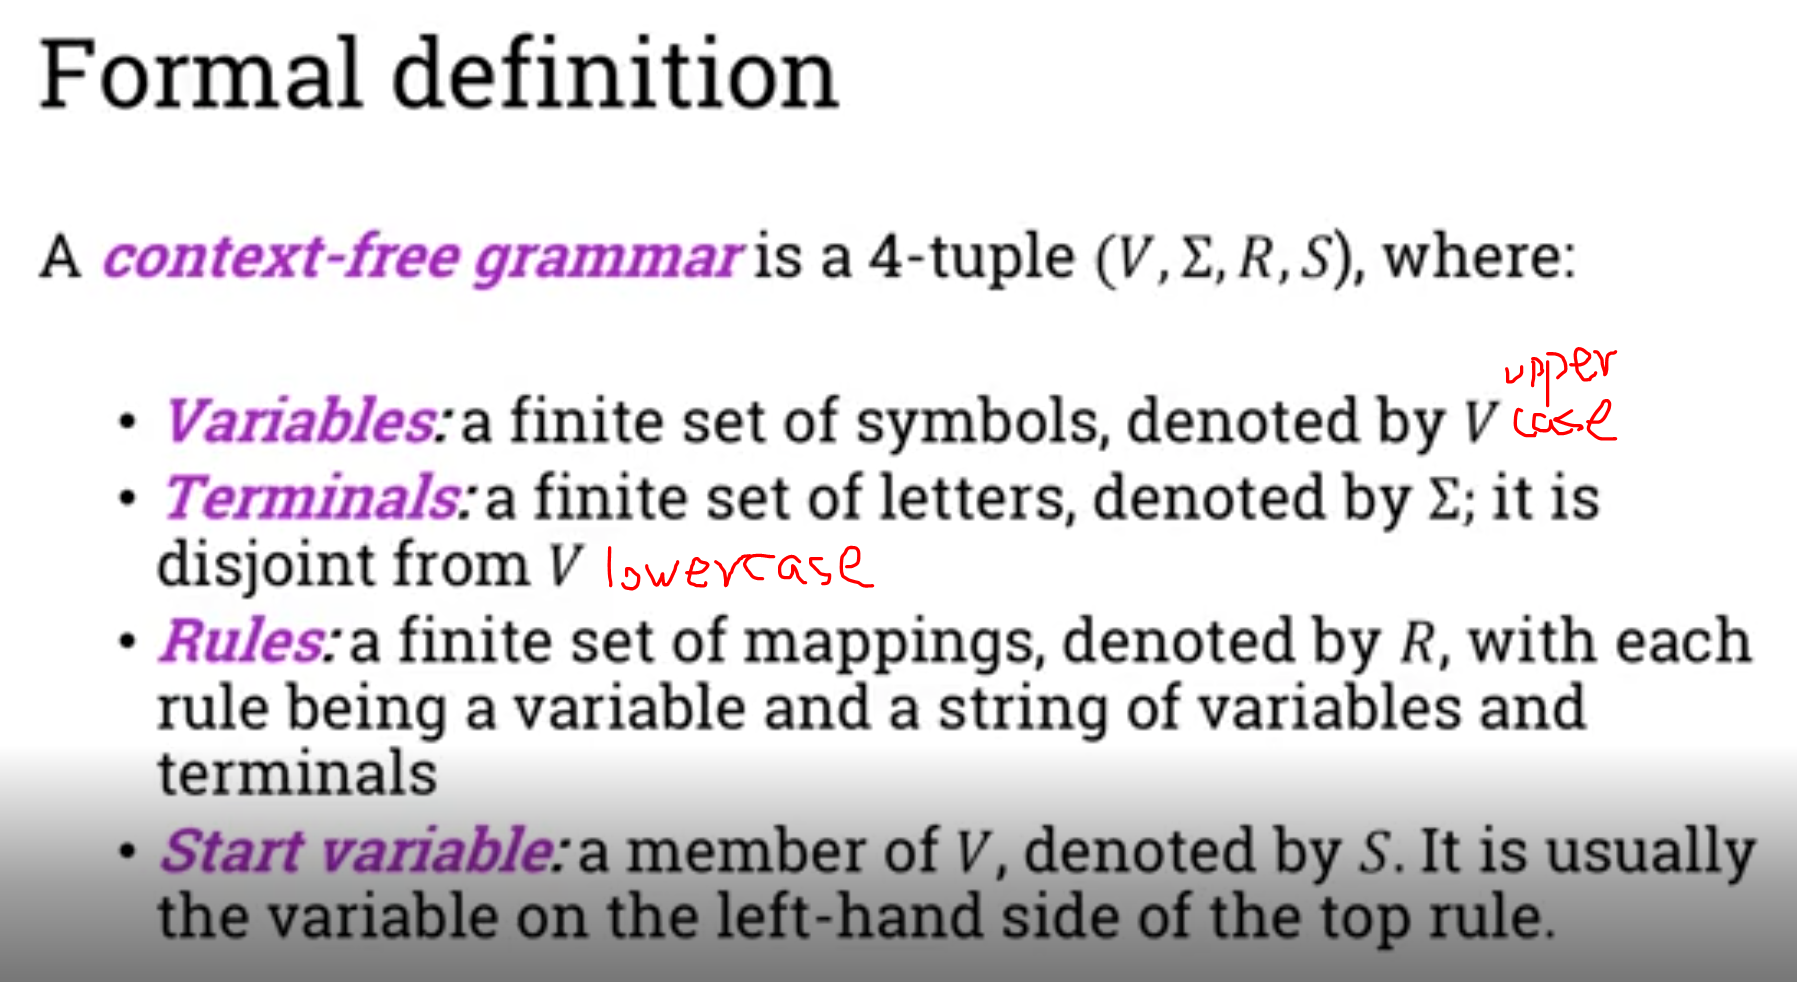 Formal definition
A context-free grammar is a 4-tuple (V, Σ, R, S), where:
upper
• Variables: a finite set of symbols, denoted by V case
• Terminals: a finite set of letters, denoted by Σ; it is
disjoint from V lowercase
• Rules: a finite set of mappings, denoted by R, with each
rule being a variable and a string of variables and
terminals
• Start variable: a member of V, denoted by S. It is usually
the variable on the left-hand side of the top rule.